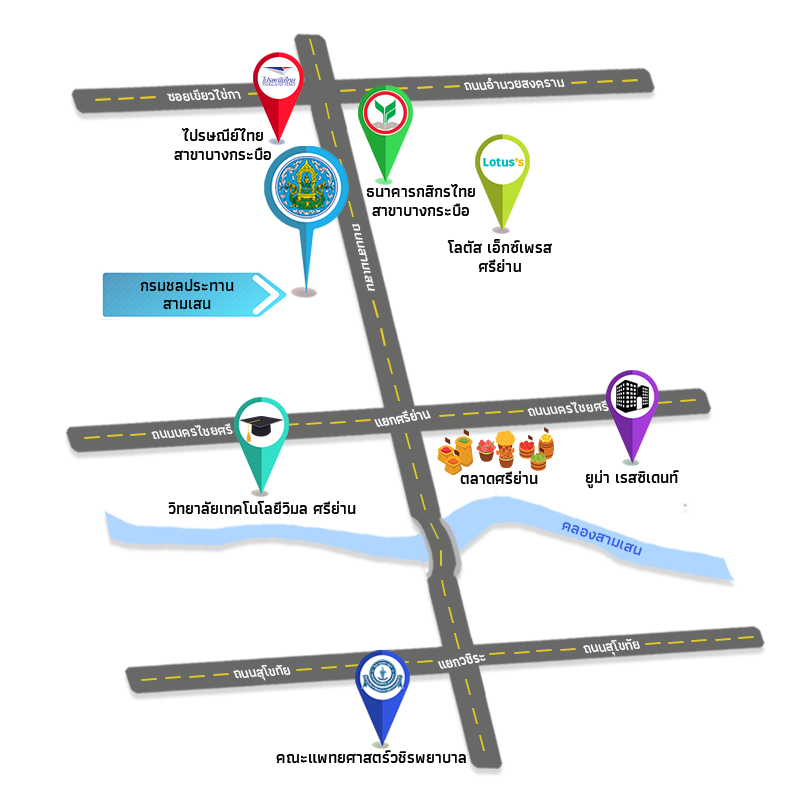 ซอยเขียวไข่กา
ถนนอำนวยสงคราม
ไปรษณีย์ไทย
THAILAND POST
ไปรษณีย์ไทย
สาขาบางกระบือ
ธนาคารกสิกรไทย
สาขาบางกระบือ
Lotus's
โลตัส เอ็กซ์เพรส
ศรีย่าน
ถนนสามเสน
กรมชลประทาน
สามเสน
ถนนนครไชยศรี
แยกศรีย่าน
ถนนนครไชยศรี
ตลาดศรีย่าน
ยูม่า เรสซิเดนท์
วิทยาลัยเทคโนโลยีวิมล ศรีย่าน
คลองสามเสน
ถนนสุโขทัย
แยกวชิระ
ถนนสุโขทัย
คณะแพทยศาสตร์วชิรพยาบาล